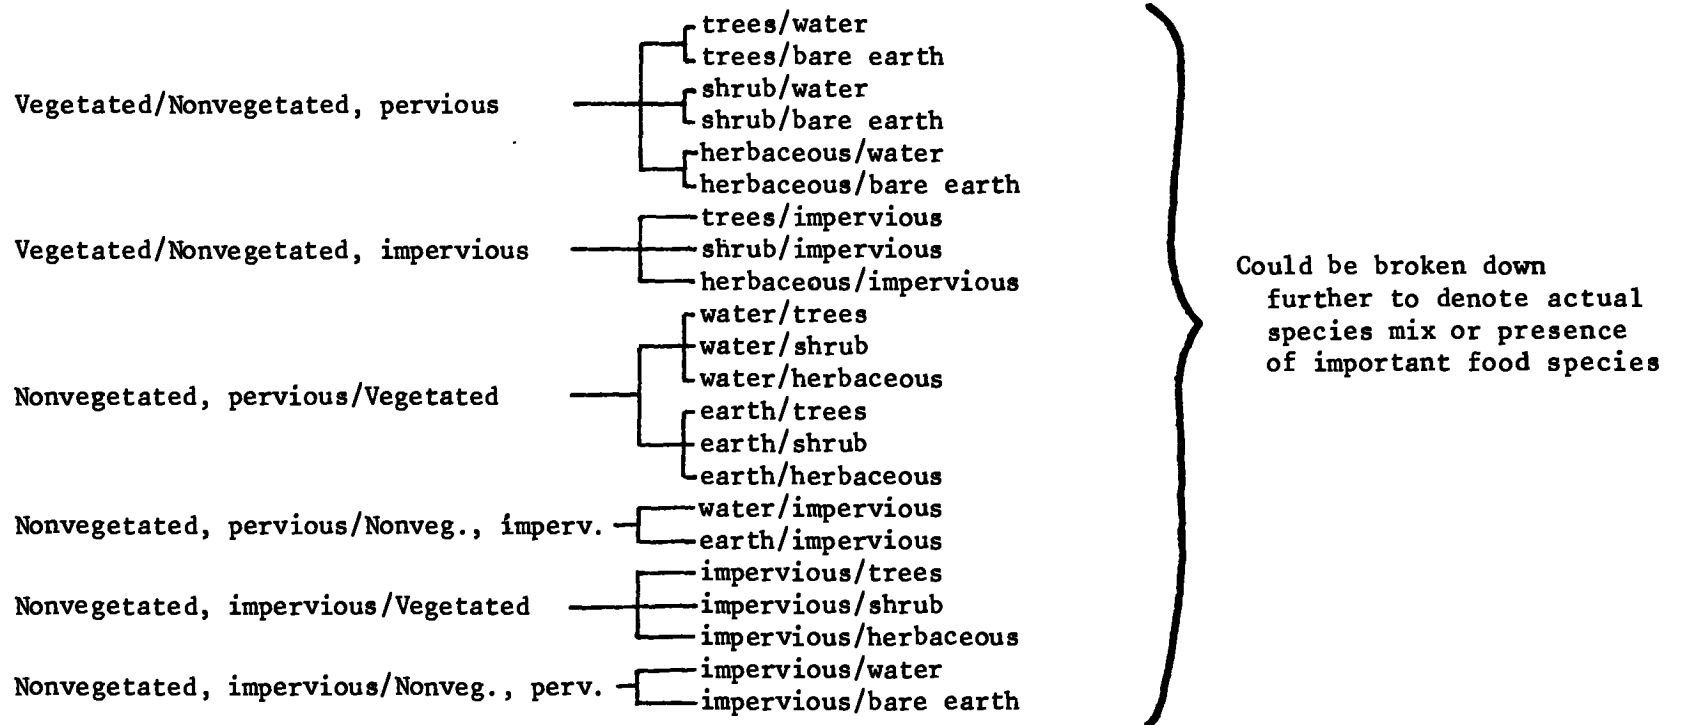 trees/water
trees/bare earth
Vegetated/Nonvegetated, pervious
shrub/water
shrub/bare earth
herbaceous/water
herbaceous/bare earth
trees/impervious
Vegetated/Nonvegetated, impervious
shrub/impervious
herbaceous/impervious
water/trees
water/shrub
water/herbaceous
Nonvegetated, pervious/Vegetated
earth/trees
earth/shrub
earth/herbaceous
water/impervious
Nonvegetated, pervious/Nonveg., imperv.
earth/impervious
impervious/trees
Nonvegetated, impervious/Vegetated
impervious/shrub
impervious/herbaceous
impervious/water
Nonvegetated, impervious/Nonveg., perv.
impervious/bare earth
Could be broken down
further to denote actual
species mix or presence
of important food species